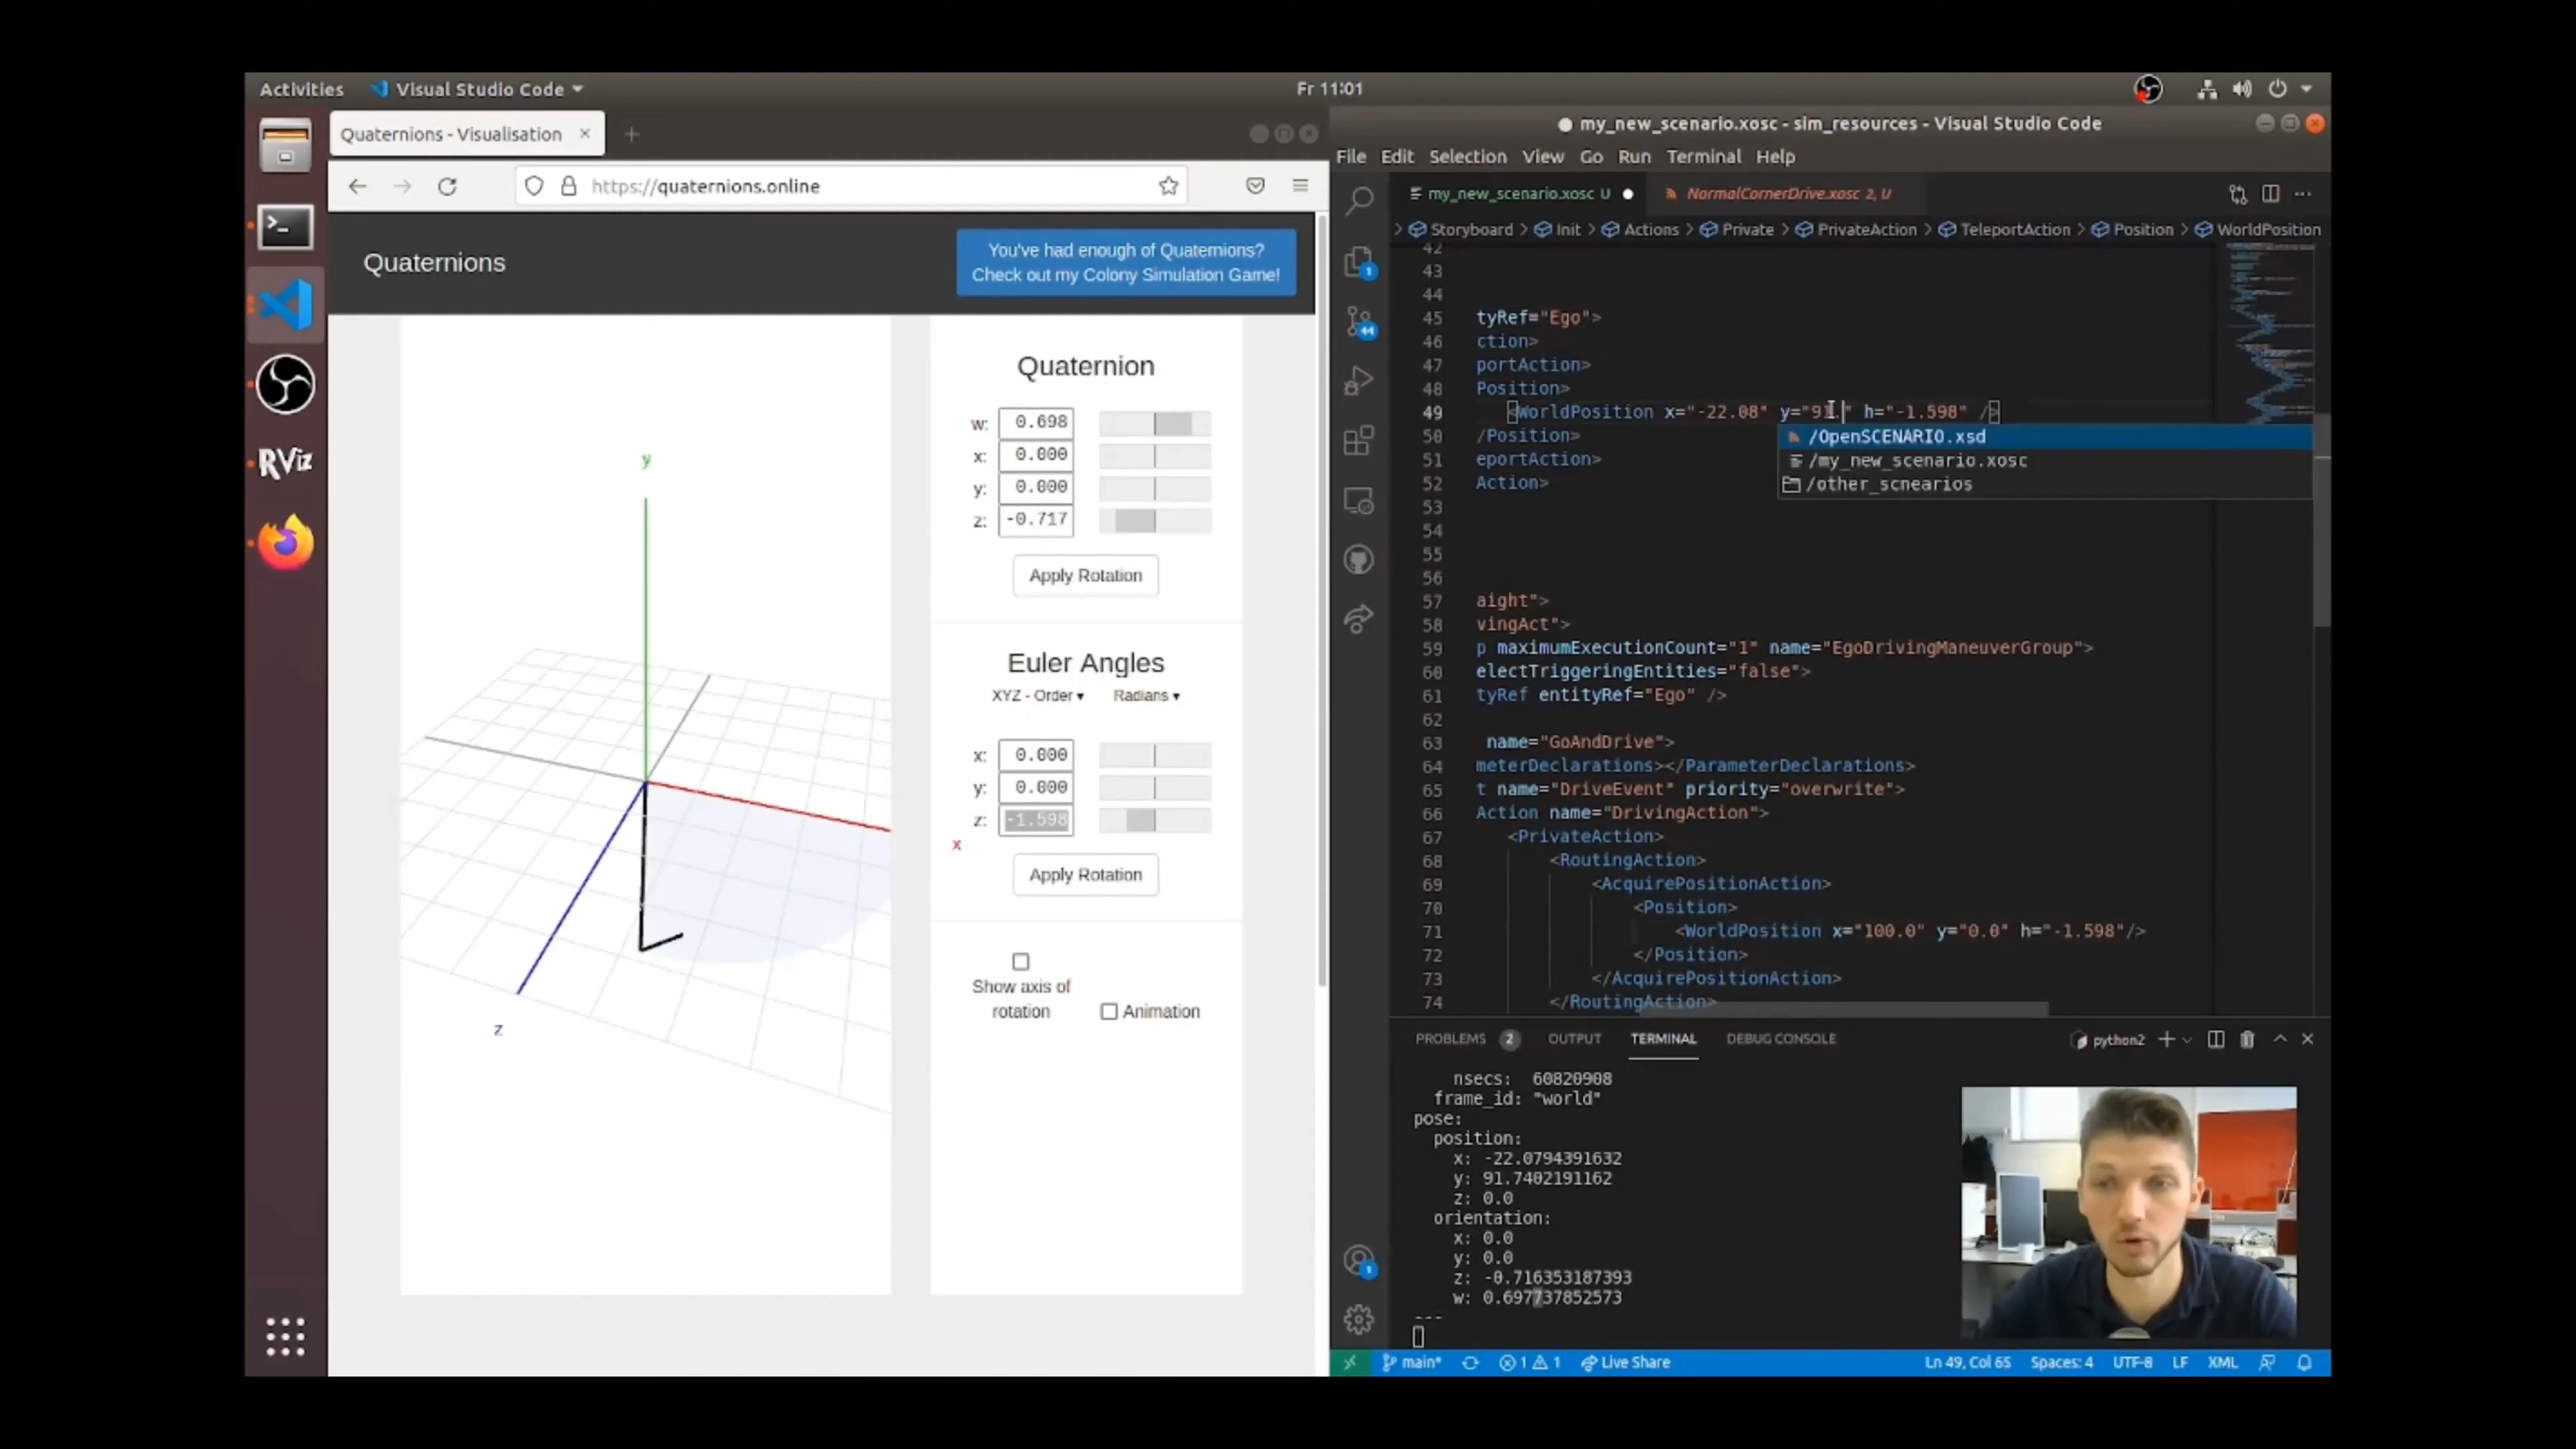 Activities
Visual Studio Code
Fr 11:01
Quaternions - Visualisation
https://quaternions.online
Quaternions
You've had enough of Quaternions?
Check out my Colony Simulation Game!
y
x
z
Quaternion
w: 0.698
x: 0.000
y: 0.000
z: -0.717
Apply Rotation
Euler Angles
XYZ - Order ▾ Radians ▾
x: 0.000
y: 0.000
z: -1.598
Apply Rotation
Show axis of
rotation
Animation
RViz
my_new_scenario.xosc - sim_resources - Visual Studio Code
File Edit Selection View Go Run Terminal Help
my_new_scenario.xosc U
NormalCornerDrive.xosc 2, U
Storyboard > Init > Actions > Private > PrivateAction > TeleportAction > Position > WorldPosition
42
43
44
45 tyRef="Ego">
46 ction>
47 portAction>
48 Position>
49 <WorldPosition x="-22.08" y="91." h="-1.598" />
/OpenSCENARIO.xsd
/my_new_scenario.xosc
/other_scnearios
50 /Position>
51 eportAction>
52 Action>
53
54
55
56
57 aight">
58 vingAct">
59 p maximumExecutionCount="1" name="EgoDrivingManeuverGroup">
60 electTriggeringEntities="false">
61 tyRef entityRef="Ego" />
62
63 name="GoAndDrive">
64 meterDeclarations></ParameterDeclarations>
65 t name="DriveEvent" priority="overwrite">
66 Action name="DrivingAction">
67 <PrivateAction>
68 <RoutingAction>
69 <AcquirePositionAction>
70 <Position>
71 <WorldPosition x="100.0" y="0.0" h="-1.598"/>
72 </Position>
73 </AcquirePositionAction>
74 </RoutingAction>
PROBLEMS 2 OUTPUT TERMINAL DEBUG CONSOLE
python2
nsecs: 60820908
frame_id: "world"
pose:
position:
x: -22.0794391632
y: 91.7402191162
z: 0.0
orientation:
x: 0.0
y: 0.0
z: -0.716353187393
w: 0.697737852573
---
1
44
1
main* 1 1 Live Share
Ln 49, Col 65 Spaces: 4 UTF-8 LF XML